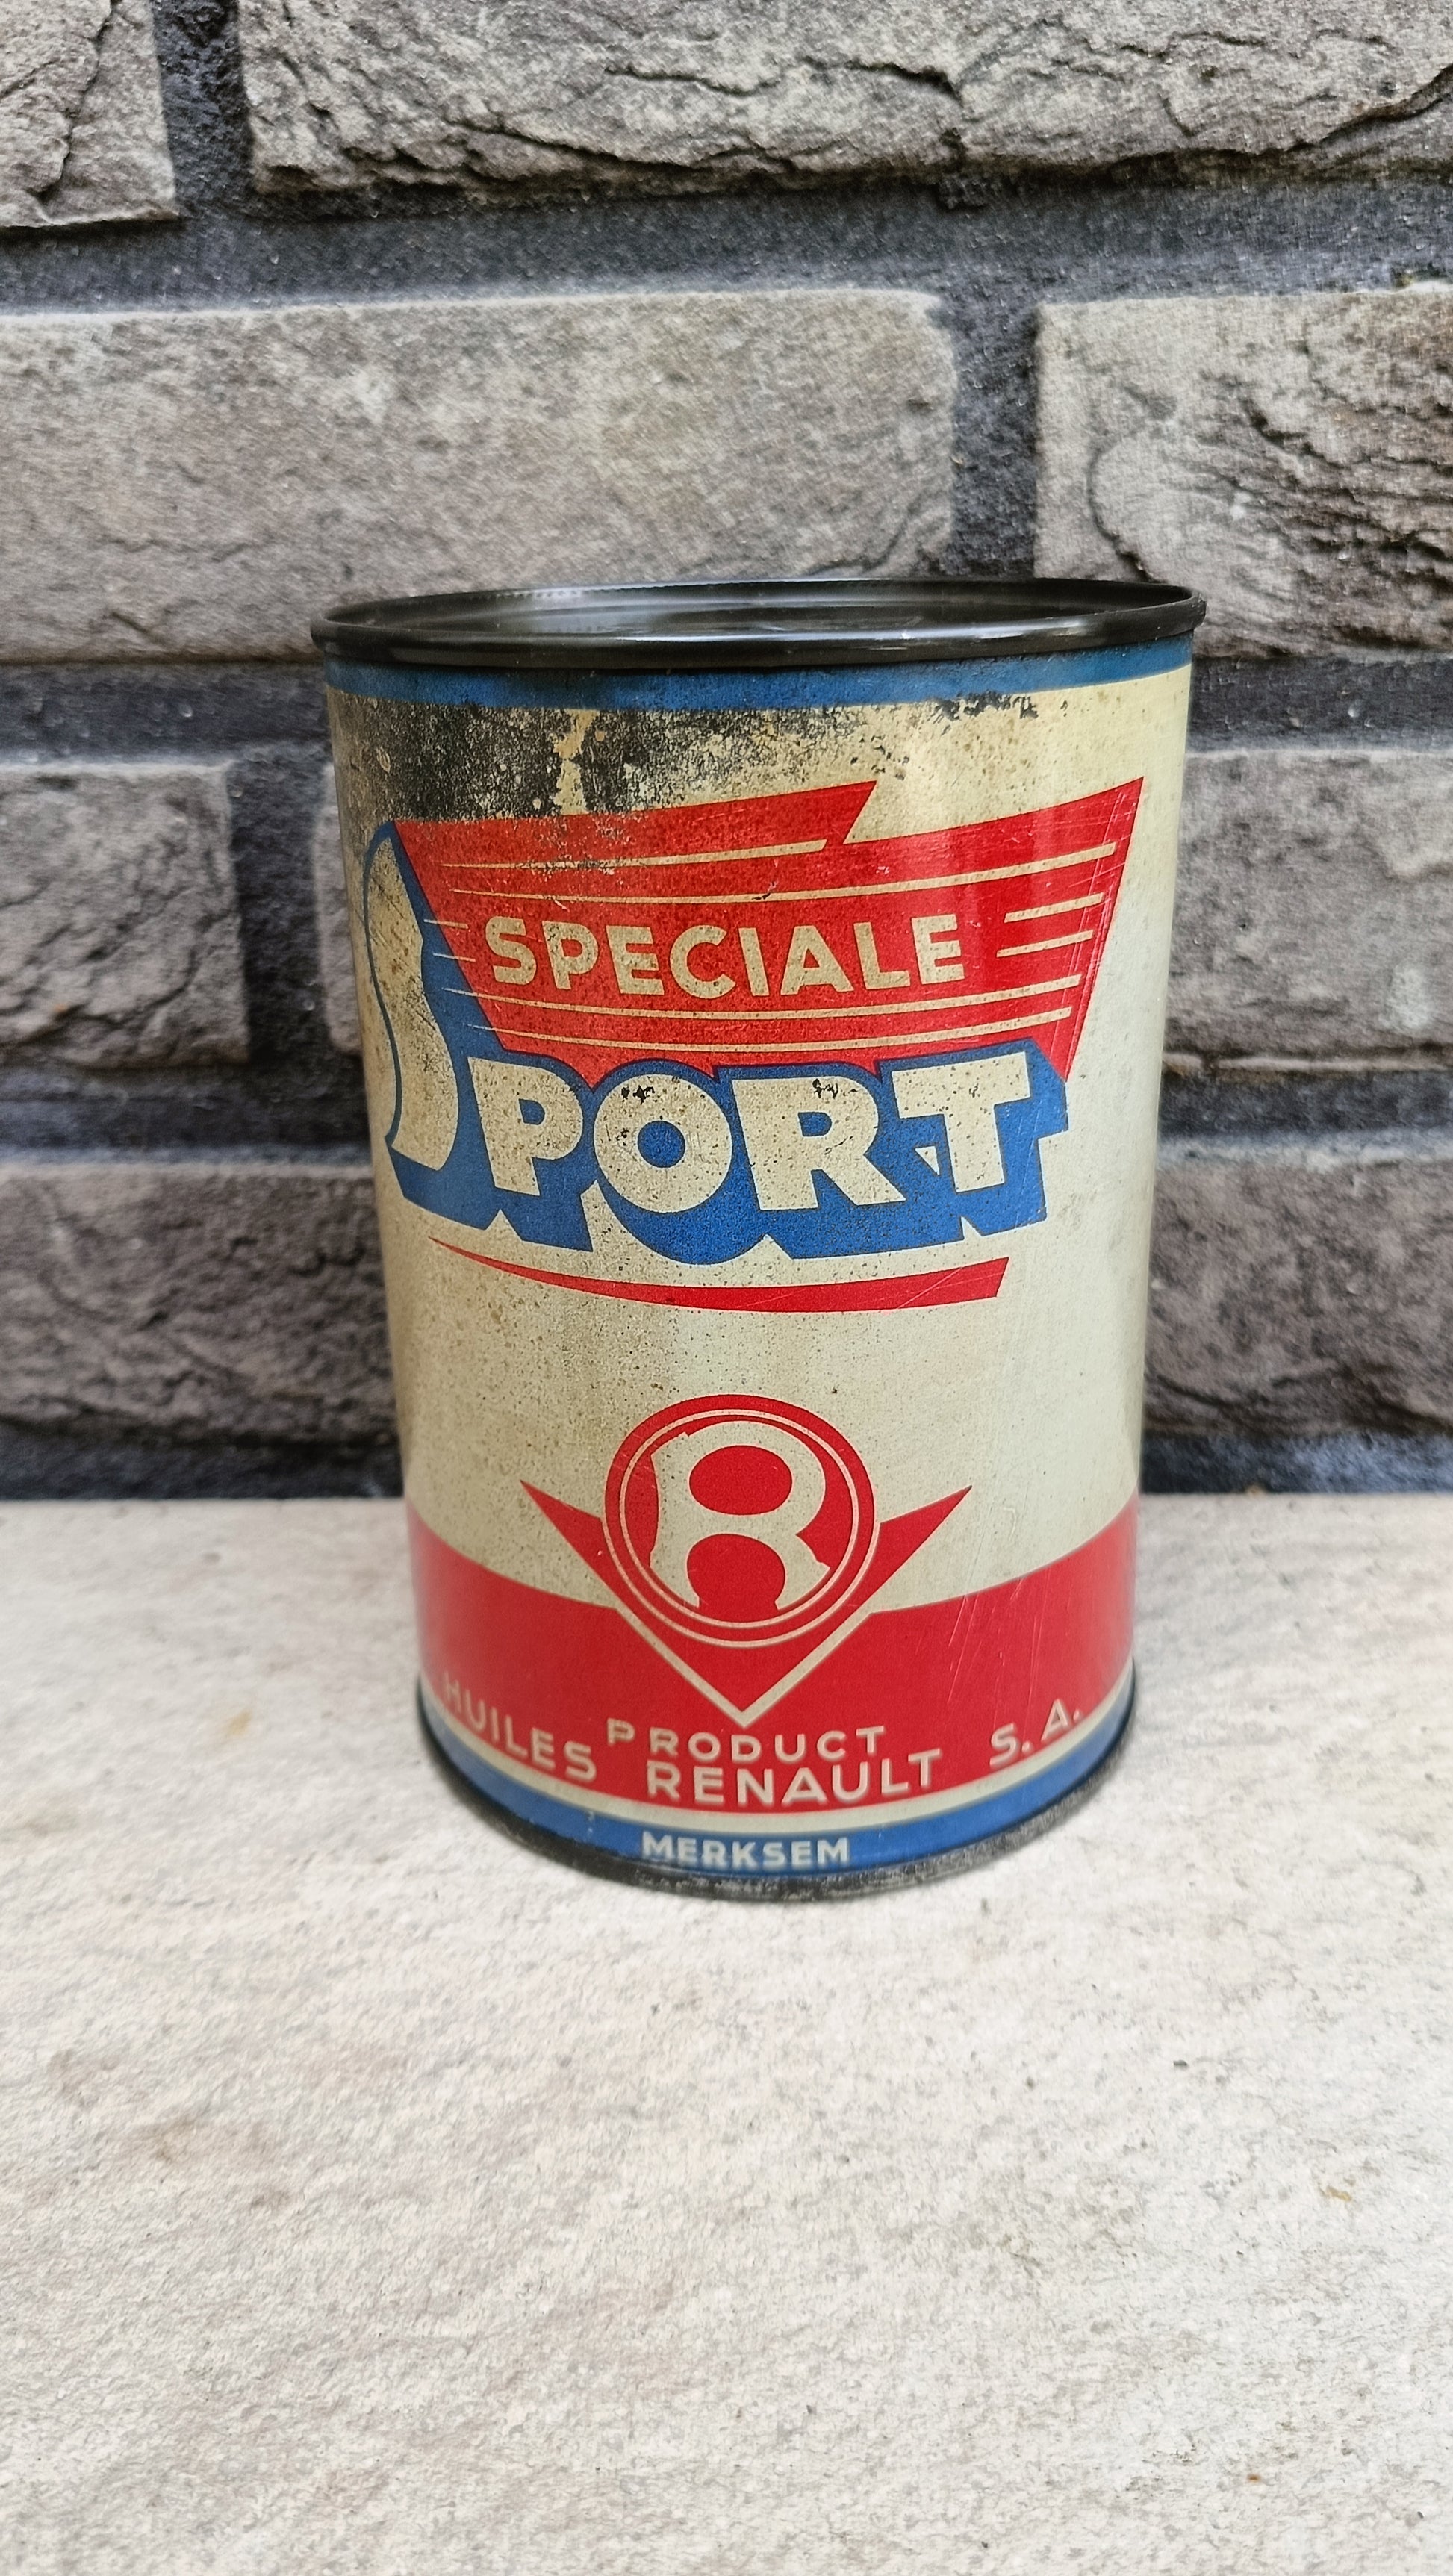 SPECIALE
SPORT
R
PRODUCT
HUILES RENAULT S.A.
MERKSEM